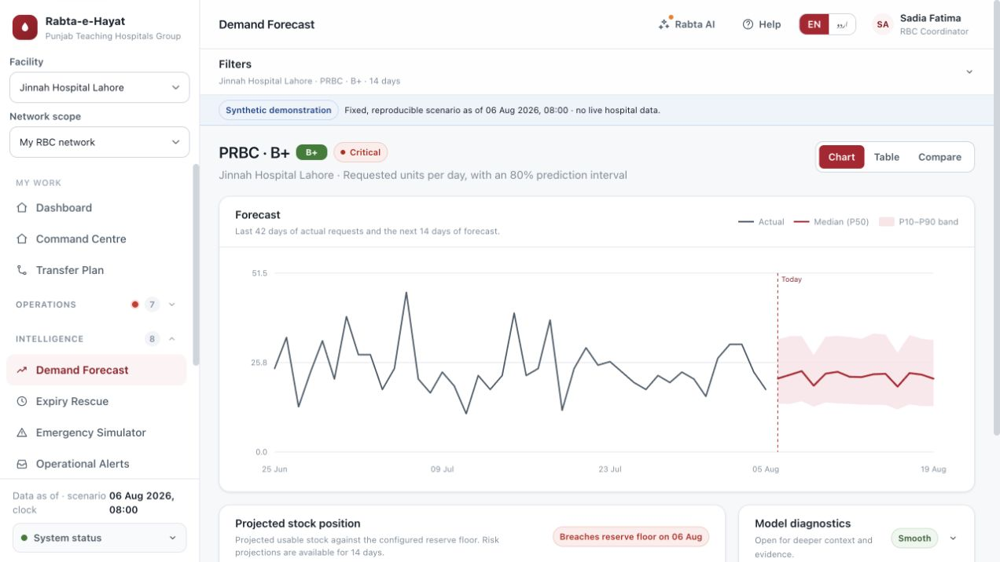 Rabta-e-Hayat
Punjab Teaching Hospitals Group
Facility
Jinnah Hospital Lahore
Network scope
My RBC network
MY WORK
Dashboard
Command Centre
Transfer Plan
OPERATIONS 7
INTELLIGENCE 8
Demand Forecast
Expiry Rescue
Emergency Simulator
Operational Alerts
Data as of · scenario clock
06 Aug 2026, 08:00
System status
Demand Forecast
Rabta AI
Help
EN
اردو
SA
Sadia Fatima
RBC Coordinator
Filters
Jinnah Hospital Lahore · PRBC · B+ · 14 days
Synthetic demonstration Fixed, reproducible scenario as of 06 Aug 2026, 08:00 · no live hospital data.
PRBC · B+ B+ Critical
Jinnah Hospital Lahore · Requested units per day, with an 80% prediction interval
Chart Table Compare
Forecast
Last 42 days of actual requests and the next 14 days of forecast.
Actual Median (P50) P10–P90 band
51.5
Today
25.8
0.0
25 Jun 09 Jul 23 Jul 05 Aug 19 Aug
Projected stock position
Projected usable stock against the configured reserve floor. Risk
projections are available for 14 days.
Breaches reserve floor on 06 Aug
Model diagnostics
Open for deeper context and
evidence.
Smooth